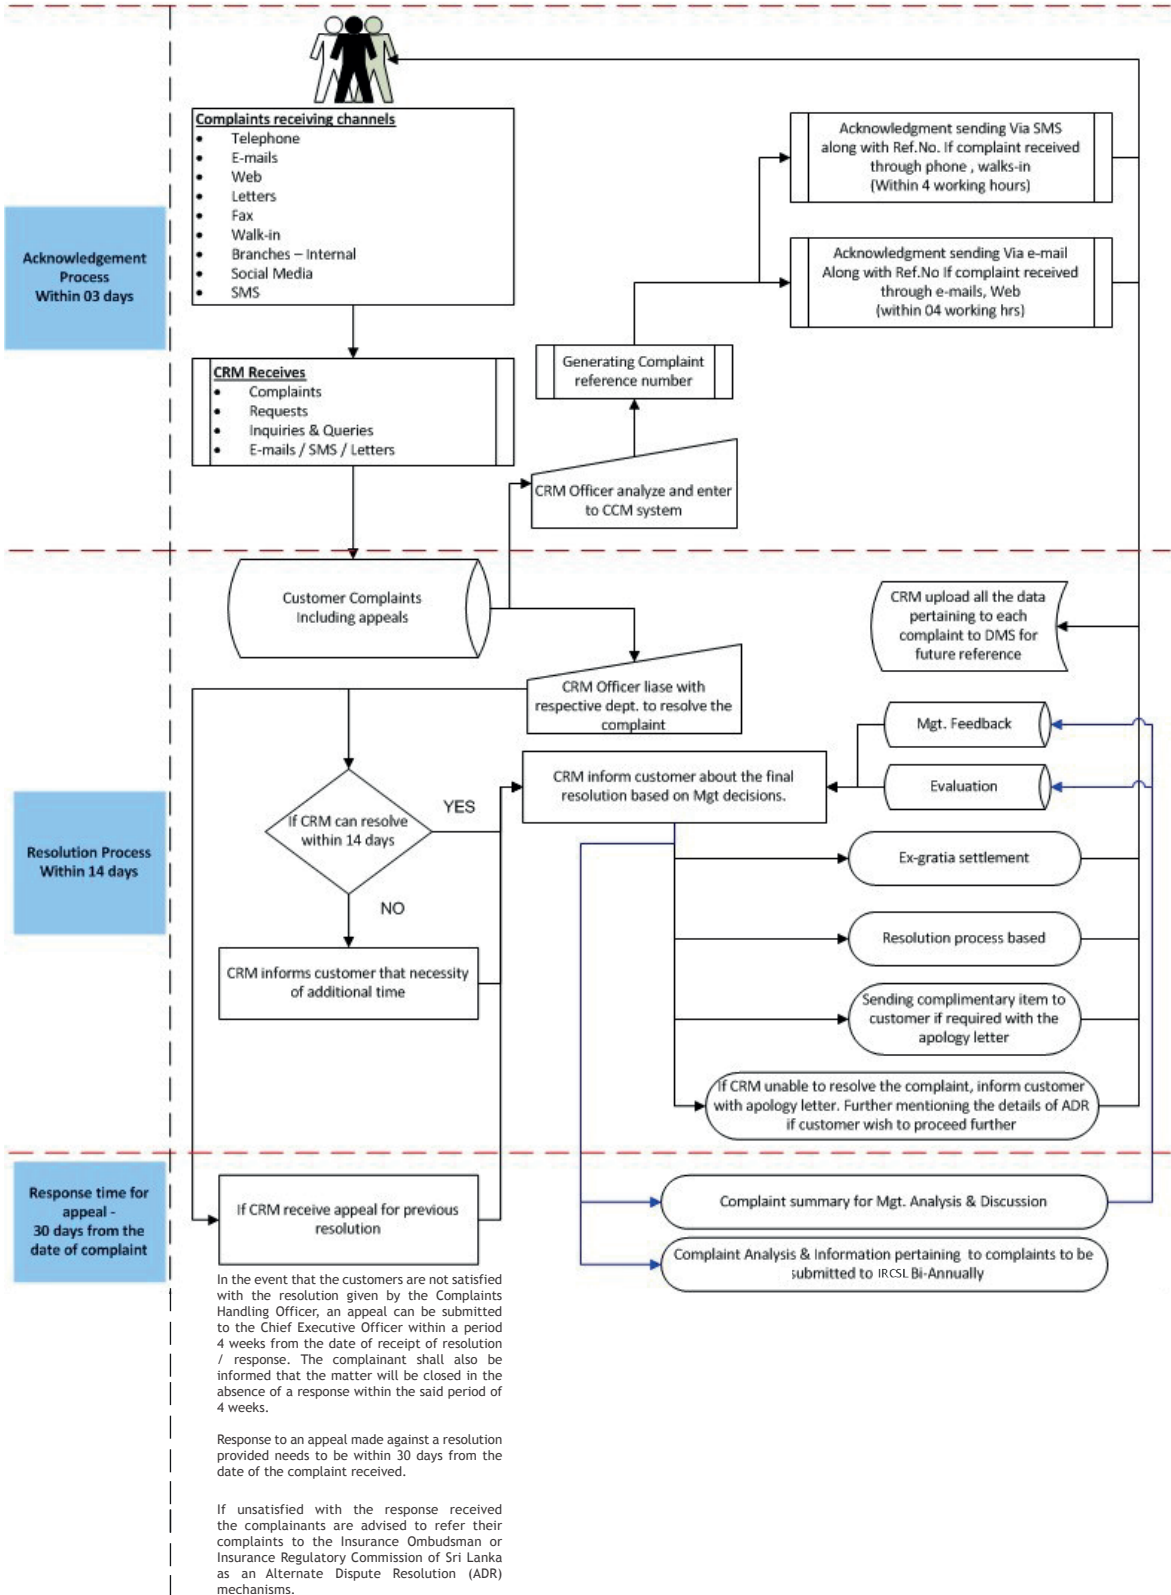 Complaints receiving channels
• Telephone
• E-mails
• Web
• Letters
• Fax
• Walk-in
• Branches – Internal
• Social Media
• SMS
Acknowledgment sending Via SMS
along with Ref.No. If complaint received
through phone , walks-in
(Within 4 working hours)
Acknowledgement
Process
Within 03 days
Acknowledgment sending Via e-mail
Along with Ref.No If complaint received
through e-mails, Web
(within 04 working hrs)
Generating Complaint
reference number
CRM Receives
• Complaints
• Requests
• Inquiries & Queries
• E-mails / SMS / Letters
CRM Officer analyze and enter
to CCM system
Customer Complaints
Including appeals
CRM upload all the data
pertaining to each
complaint to DMS for
future reference
CRM Officer liase with
respective dept. to resolve the
complaint
Mgt. Feedback
CRM inform customer about the final
resolution based on Mgt decisions.
Evaluation
YES
If CRM can resolve
within 14 days
Resolution Process
Within 14 days
Ex-gratia settlement
NO
Resolution process based
CRM informs customer that necessity
of additional time
Sending complimentary item to
customer if required with the
apology letter
If CRM unable to resolve the complaint, inform customer
with apology letter. Further mentioning the details of ADR
if customer wish to proceed further
Response time for
appeal -
30 days from the
date of complaint
If CRM receive appeal for previous
resolution
Complaint summary for Mgt. Analysis & Discussion
Complaint Analysis & Information pertaining to complaints to be
submitted to IRCSL Bi-Annually
In the event that the customers are not satisfied
with the resolution given by the Complaints
Handling Officer, an appeal can be submitted
to the Chief Executive Officer within a period
4 weeks from the date of receipt of resolution
/ response. The complainant shall also be
informed that the matter will be closed in the
absence of a response within the said period of
4 weeks.
Response to an appeal made against a resolution
provided needs to be within 30 days from the
date of the complaint received.
If unsatisfied with the response received
the complainants are advised to refer their
complaints to the Insurance Ombudsman or
Insurance Regulatory Commission of Sri Lanka
as an Alternate Dispute Resolution (ADR)
mechanisms.